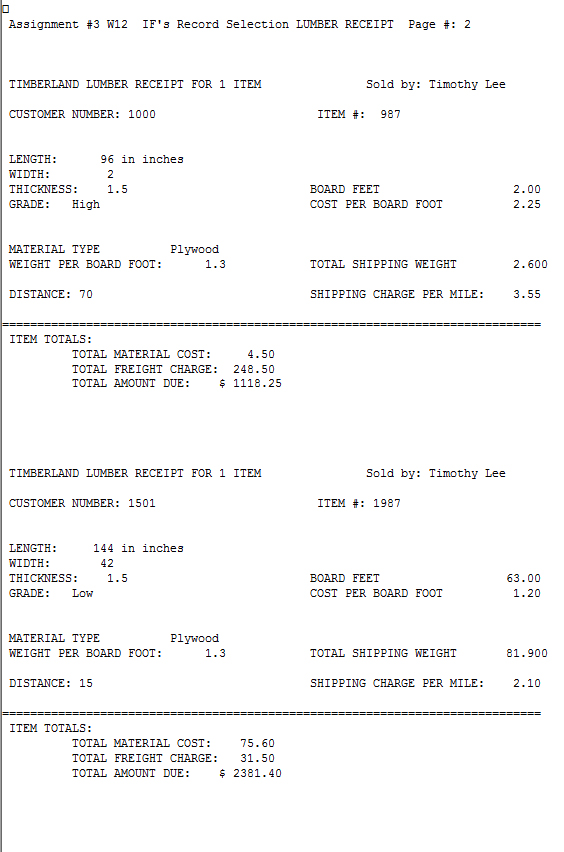 Assignment #3 W12  IF's Record Selection LUMBER RECEIPT  Page #: 2
TIMBERLAND LUMBER RECEIPT FOR 1 ITEM               Sold by: Timothy Lee
CUSTOMER NUMBER: 1000                       ITEM #:  987
LENGTH:      96 in inches
WIDTH:        2
THICKNESS:    1.5                          BOARD FEET                   2.00
GRADE:   High                              COST PER BOARD FOOT          2.25
MATERIAL TYPE          Plywood
WEIGHT PER BOARD FOOT:      1.3            TOTAL SHIPPING WEIGHT        2.600
DISTANCE: 70                               SHIPPING CHARGE PER MILE:    3.55
=============================================================================
ITEM TOTALS:
TOTAL MATERIAL COST:     4.50
TOTAL FREIGHT CHARGE:  248.50
TOTAL AMOUNT DUE:    $ 1118.25
TIMBERLAND LUMBER RECEIPT FOR 1 ITEM               Sold by: Timothy Lee
CUSTOMER NUMBER: 1501                       ITEM #: 1987
LENGTH:     144 in inches
WIDTH:       42
THICKNESS:    1.5                          BOARD FEET                  63.00
GRADE:   Low                               COST PER BOARD FOOT          1.20
MATERIAL TYPE          Plywood
WEIGHT PER BOARD FOOT:      1.3            TOTAL SHIPPING WEIGHT       81.900
DISTANCE: 15                               SHIPPING CHARGE PER MILE:    2.10
=============================================================================
ITEM TOTALS:
TOTAL MATERIAL COST:    75.60
TOTAL FREIGHT CHARGE:   31.50
TOTAL AMOUNT DUE:    $ 2381.40